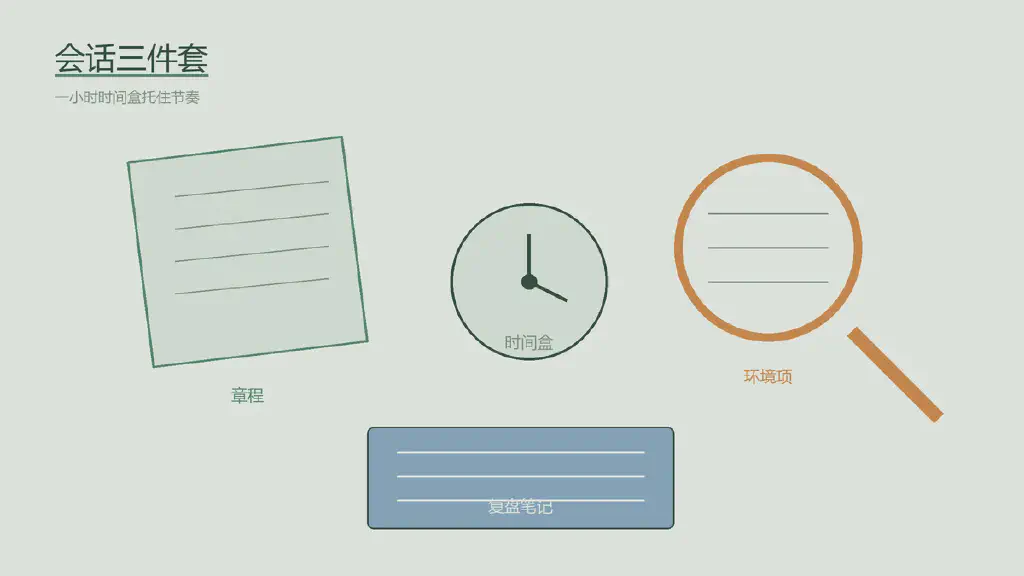 会话三件套
一小时时间盒托住节奏
时间盒
环境项
章程
复盘笔记